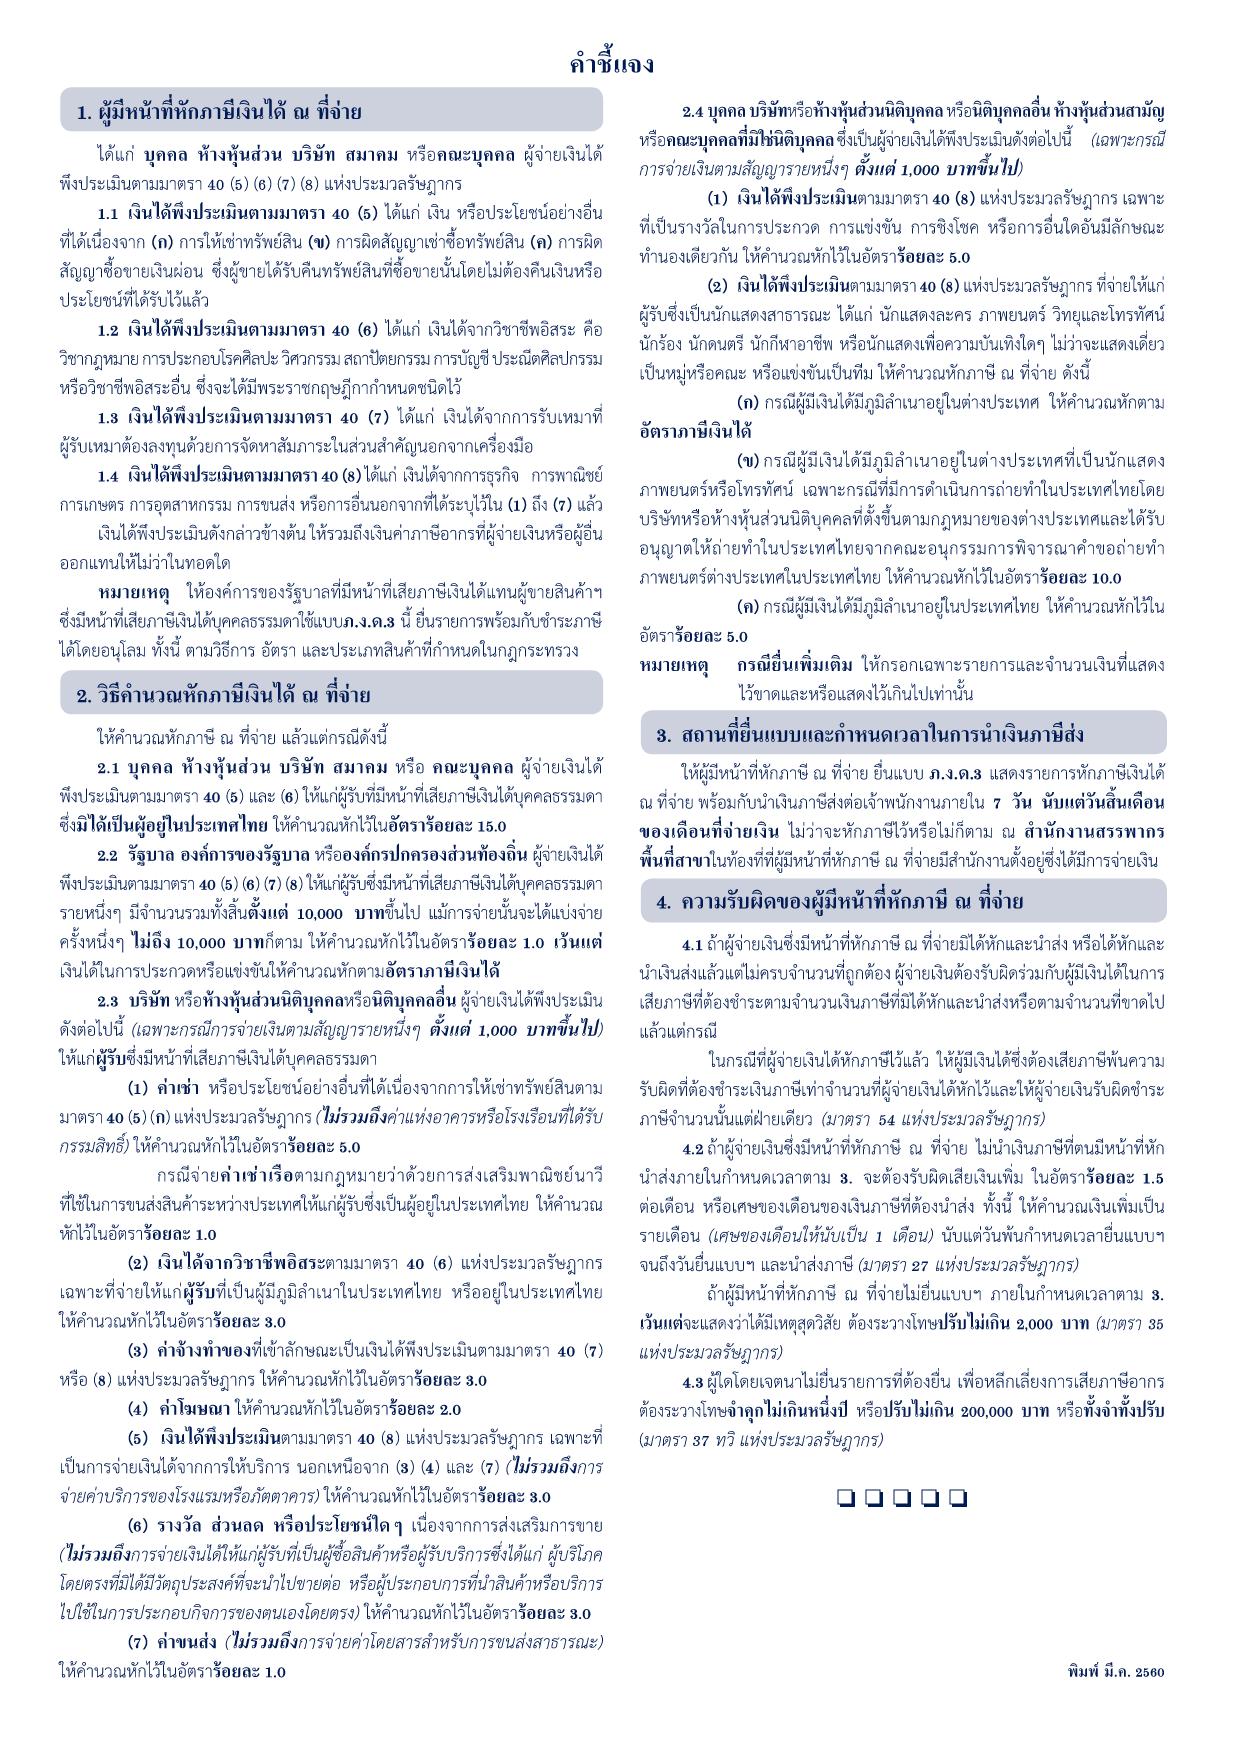 คำชี้แจง
1. ผู้มีหน้าที่หักภาษีเงินได้ ณ ที่จ่าย
ได้แก่ บุคคล ห้างหุ้นส่วน บริษัท สมาคม หรือคณะบุคคล ผู้จ่ายเงินได้
พึงประเมินตามมาตรา 40 (5) (6) (7) (8) แห่งประมวลรัษฎากร
1.1 เงินได้พึงประเมินตามมาตรา 40 (5) ได้แก่ เงิน หรือประโยชน์อย่างอื่น
ที่ได้เนื่องจาก (ก) การให้เช่าทรัพย์สิน (ข) การผิดสัญญาเช่าซื้อทรัพย์สิน (ค) การผิด
สัญญาซื้อขายเงินผ่อน ซึ่งผู้ขายได้รับคืนทรัพย์สินที่ซื้อขายนั้นโดยไม่ต้องคืนเงินหรือ
ประโยชน์ที่ได้รับไว้แล้ว
1.2 เงินได้พึงประเมินตามมาตรา 40 (6) ได้แก่ เงินได้จากวิชาชีพอิสระ คือ
วิชากฎหมาย การประกอบโรคศิลปะ วิศวกรรม สถาปัตยกรรม การบัญชี ประณีตศิลปกรรม
หรือวิชาชีพอิสระอื่น ซึ่งจะได้มีพระราชกฤษฎีกากำหนดชนิดไว้
1.3 เงินได้พึงประเมินตามมาตรา 40 (7) ได้แก่ เงินได้จากการรับเหมาที่
ผู้รับเหมาต้องลงทุนด้วยการจัดหาสัมภาระในส่วนสำคัญนอกจากเครื่องมือ
1.4 เงินได้พึงประเมินตามมาตรา 40 (8) ได้แก่ เงินได้จากการธุรกิจ การพาณิชย์
การเกษตร การอุตสาหกรรม การขนส่ง หรือการอื่นนอกจากที่ได้ระบุไว้ใน (1) ถึง (7) แล้ว
เงินได้พึงประเมินดังกล่าวข้างต้น ให้รวมถึงเงินค่าภาษีอากรที่ผู้จ่ายเงินหรือผู้อื่น
ออกแทนให้ไม่ว่าในทอดใด
หมายเหตุ ให้องค์การของรัฐบาลที่มีหน้าที่เสียภาษีเงินได้แทนผู้ขายสินค้าฯ
ซึ่งมีหน้าที่เสียภาษีเงินได้บุคคลธรรมดาใช้แบบภ.ง.ด.3 นี้ ยื่นรายการพร้อมกับชำระภาษี
ได้โดยอนุโลม ทั้งนี้ ตามวิธีการ อัตรา และประเภทสินค้าที่กำหนดในกฎกระทรวง
2. วิธีคำนวณหักภาษีเงินได้ ณ ที่จ่าย
ให้คำนวณหักภาษี ณ ที่จ่าย แล้วแต่กรณีดังนี้
2.1 บุคคล ห้างหุ้นส่วน บริษัท สมาคม หรือ คณะบุคคล ผู้จ่ายเงินได้
พึงประเมินตามมาตรา 40 (5) และ (6) ให้แก่ผู้รับที่มีหน้าที่เสียภาษีเงินได้บุคคลธรรมดา
ซึ่งมิได้เป็นผู้อยู่ในประเทศไทย ให้คำนวณหักไว้ในอัตราร้อยละ 15.0
2.2 รัฐบาล องค์การของรัฐบาล หรือองค์กรปกครองส่วนท้องถิ่น ผู้จ่ายเงินได้
พึงประเมินตามมาตรา 40 (5) (6) (7) (8) ให้แก่ผู้รับซึ่งมีหน้าที่เสียภาษีเงินได้บุคคลธรรมดา
รายหนึ่งๆ มีจำนวนรวมทั้งสิ้นตั้งแต่ 10,000 บาทขึ้นไป แม้การจ่ายนั้นจะได้แบ่งจ่าย
ครั้งหนึ่งๆ ไม่ถึง 10,000 บาทก็ตาม ให้คำนวณหักไว้ในอัตราร้อยละ 1.0 เว้นแต่
เงินได้ในการประกวดหรือแข่งขันให้คำนวณหักตามอัตราภาษีเงินได้
2.3 บริษัท หรือห้างหุ้นส่วนนิติบุคคลหรือนิติบุคคลอื่น ผู้จ่ายเงินได้พึงประเมิน
ดังต่อไปนี้ (เฉพาะกรณีการจ่ายเงินตามสัญญารายหนึ่งๆ ตั้งแต่ 1,000 บาทขึ้นไป)
ให้แก่ผู้รับซึ่งมีหน้าที่เสียภาษีเงินได้บุคคลธรรมดา
(1) ค่าเช่า หรือประโยชน์อย่างอื่นที่ได้เนื่องจากการให้เช่าทรัพย์สินตาม
มาตรา 40 (5) (ก) แห่งประมวลรัษฎากร (ไม่รวมถึงค่าแห่งอาคารหรือโรงเรือนที่ได้รับ
กรรมสิทธิ์) ให้คำนวณหักไว้ในอัตราร้อยละ 5.0
กรณีจ่ายค่าเช่าเรือตามกฎหมายว่าด้วยการส่งเสริมพาณิชย์นาวี
ที่ใช้ในการขนส่งสินค้าระหว่างประเทศให้แก่ผู้รับซึ่งเป็นผู้อยู่ในประเทศไทย ให้คำนวณ
หักไว้ในอัตราร้อยละ 1.0
(2) เงินได้จากวิชาชีพอิสระตามมาตรา 40 (6) แห่งประมวลรัษฎากร
เฉพาะที่จ่ายให้แก่ผู้รับที่เป็นผู้มีภูมิลำเนาในประเทศไทย หรืออยู่ในประเทศไทย
ให้คำนวณหักไว้ในอัตราร้อยละ 3.0
(3) ค่าจ้างทำของที่เข้าลักษณะเป็นเงินได้พึงประเมินตามมาตรา 40 (7)
หรือ (8) แห่งประมวลรัษฎากร ให้คำนวณหักไว้ในอัตราร้อยละ 3.0
(4) ค่าโฆษณา ให้คำนวณหักไว้ในอัตราร้อยละ 2.0
(5) เงินได้พึงประเมินตามมาตรา 40 (8) แห่งประมวลรัษฎากร เฉพาะที่
เป็นการจ่ายเงินได้จากการให้บริการ นอกเหนือจาก (3) (4) และ (7) (ไม่รวมถึงการ
จ่ายค่าบริการของโรงแรมหรือภัตตาคาร) ให้คำนวณหักไว้ในอัตราร้อยละ 3.0
(6) รางวัล ส่วนลด หรือประโยชน์ใด ๆ เนื่องจากการส่งเสริมการขาย
(ไม่รวมถึงการจ่ายเงินได้ให้แก่ผู้รับที่เป็นผู้ซื้อสินค้าหรือผู้รับบริการซึ่งได้แก่ ผู้บริโภค
โดยตรงที่มิได้มีวัตถุประสงค์ที่จะนำไปขายต่อ หรือผู้ประกอบการที่นำสินค้าหรือบริการ
ไปใช้ในการประกอบกิจการของตนเองโดยตรง) ให้คำนวณหักไว้ในอัตราร้อยละ 3.0
(7) ค่าขนส่ง (ไม่รวมถึงการจ่ายค่าโดยสารสำหรับการขนส่งสาธารณะ)
ให้คำนวณหักไว้ในอัตราร้อยละ 1.0
2.4 บุคคล บริษัทหรือห้างหุ้นส่วนนิติบุคคล หรือนิติบุคคลอื่น ห้างหุ้นส่วนสามัญ
หรือคณะบุคคลที่มิใช่นิติบุคคล ซึ่งเป็นผู้จ่ายเงินได้พึงประเมินดังต่อไปนี้ (เฉพาะกรณี
การจ่ายเงินตามสัญญารายหนึ่งๆ ตั้งแต่ 1,000 บาทขึ้นไป)
(1) เงินได้พึงประเมินตามมาตรา 40 (8) แห่งประมวลรัษฎากร เฉพาะ
ที่เป็นรางวัลในการประกวด การแข่งขัน การชิงโชค หรือการอื่นใดอันมีลักษณะ
ทำนองเดียวกัน ให้คำนวณหักไว้ในอัตราร้อยละ 5.0
(2) เงินได้พึงประเมินตามมาตรา 40 (8) แห่งประมวลรัษฎากร ที่จ่ายให้แก่
ผู้รับซึ่งเป็นนักแสดงสาธารณะ ได้แก่ นักแสดงละคร ภาพยนตร์ วิทยุและโทรทัศน์
นักร้อง นักดนตรี นักกีฬาอาชีพ หรือนักแสดงเพื่อความบันเทิงใดๆ ไม่ว่าจะแสดงเดี่ยว
เป็นหมู่หรือคณะ หรือแข่งขันเป็นทีม ให้คำนวณหักภาษี ณ ที่จ่าย ดังนี้
(ก) กรณีผู้มีเงินได้มีภูมิลำเนาอยู่ในต่างประเทศ ให้คำนวณหักตาม
อัตราภาษีเงินได้
(ข) กรณีผู้มีเงินได้มีภูมิลำเนาอยู่ในต่างประเทศที่เป็นนักแสดง
ภาพยนตร์หรือโทรทัศน์ เฉพาะกรณีที่มีการดำเนินการถ่ายทำในประเทศไทยโดย
บริษัทหรือห้างหุ้นส่วนนิติบุคคลที่ตั้งขึ้นตามกฎหมายของต่างประเทศและได้รับ
อนุญาตให้ถ่ายทำในประเทศไทยจากคณะอนุกรรมการพิจารณาคำขอถ่ายทำ
ภาพยนตร์ต่างประเทศในประเทศไทย ให้คำนวณหักไว้ในอัตราร้อยละ 10.0
(ค) กรณีผู้มีเงินได้มีภูมิลำเนาอยู่ในประเทศไทย ให้คำนวณหักไว้ใน
อัตราร้อยละ 5.0
หมายเหตุ กรณียื่นเพิ่มเติม ให้กรอกเฉพาะรายการและจำนวนเงินที่แสดง
ไว้ขาดและหรือแสดงไว้เกินไปเท่านั้น
3. สถานที่ยื่นแบบและกำหนดเวลาในการนำเงินภาษีส่ง
ให้ผู้มีหน้าที่หักภาษี ณ ที่จ่าย ยื่นแบบ ภ.ง.ด.3 แสดงรายการหักภาษีเงินได้
ณ ที่จ่าย พร้อมกับนำเงินภาษีส่งต่อเจ้าพนักงานภายใน 7 วัน นับแต่วันสิ้นเดือน
ของเดือนที่จ่ายเงิน ไม่ว่าจะหักภาษีไว้หรือไม่ก็ตาม ณ สำนักงานสรรพากร
พื้นที่สาขาในท้องที่ที่ผู้มีหน้าที่หักภาษี ณ ที่จ่ายมีสำนักงานตั้งอยู่ซึ่งได้มีการจ่ายเงิน
4. ความรับผิดของผู้มีหน้าที่หักภาษี ณ ที่จ่าย
4.1 ถ้าผู้จ่ายเงินซึ่งมีหน้าที่หักภาษี ณ ที่จ่ายมิได้หักและนำส่ง หรือได้หักและ
นำเงินส่งแล้วแต่ไม่ครบจำนวนที่ถูกต้อง ผู้จ่ายเงินต้องรับผิดร่วมกับผู้มีเงินได้ในการ
เสียภาษีที่ต้องชำระตามจำนวนเงินภาษีที่มิได้หักและนำส่งหรือตามจำนวนที่ขาดไป
แล้วแต่กรณี
ในกรณีที่ผู้จ่ายเงินได้หักภาษีไว้แล้ว ให้ผู้มีเงินได้ซึ่งต้องเสียภาษีพ้นความ
รับผิดที่ต้องชำระเงินภาษีเท่าจำนวนที่ผู้จ่ายเงินได้หักไว้และให้ผู้จ่ายเงินรับผิดชำระ
ภาษีจำนวนนั้นแต่ฝ่ายเดียว (มาตรา 54 แห่งประมวลรัษฎากร)
4.2 ถ้าผู้จ่ายเงินซึ่งมีหน้าที่หักภาษี ณ ที่จ่าย ไม่นำเงินภาษีที่ตนมีหน้าที่หัก
นำส่งภายในกำหนดเวลาตาม 3. จะต้องรับผิดเสียเงินเพิ่ม ในอัตราร้อยละ 1.5
ต่อเดือน หรือเศษของเดือนของเงินภาษีที่ต้องนำส่ง ทั้งนี้ ให้คำนวณเงินเพิ่มเป็น
รายเดือน (เศษของเดือนให้นับเป็น 1 เดือน) นับแต่วันพ้นกำหนดเวลายื่นแบบฯ
จนถึงวันยื่นแบบฯ และนำส่งภาษี (มาตรา 27 แห่งประมวลรัษฎากร)
ถ้าผู้มีหน้าที่หักภาษี ณ ที่จ่ายไม่ยื่นแบบฯ ภายในกำหนดเวลาตาม 3.
เว้นแต่จะแสดงว่าได้มีเหตุสุดวิสัย ต้องระวางโทษปรับไม่เกิน 2,000 บาท (มาตรา 35
แห่งประมวลรัษฎากร)
4.3 ผู้ใดโดยเจตนาไม่ยื่นรายการที่ต้องยื่น เพื่อหลีกเลี่ยงการเสียภาษีอากร
ต้องระวางโทษจำคุกไม่เกินหนึ่งปี หรือปรับไม่เกิน 200,000 บาท หรือทั้งจำทั้งปรับ
(มาตรา 37 ทวิ แห่งประมวลรัษฎากร)
พิมพ์ มี.ค. 2560